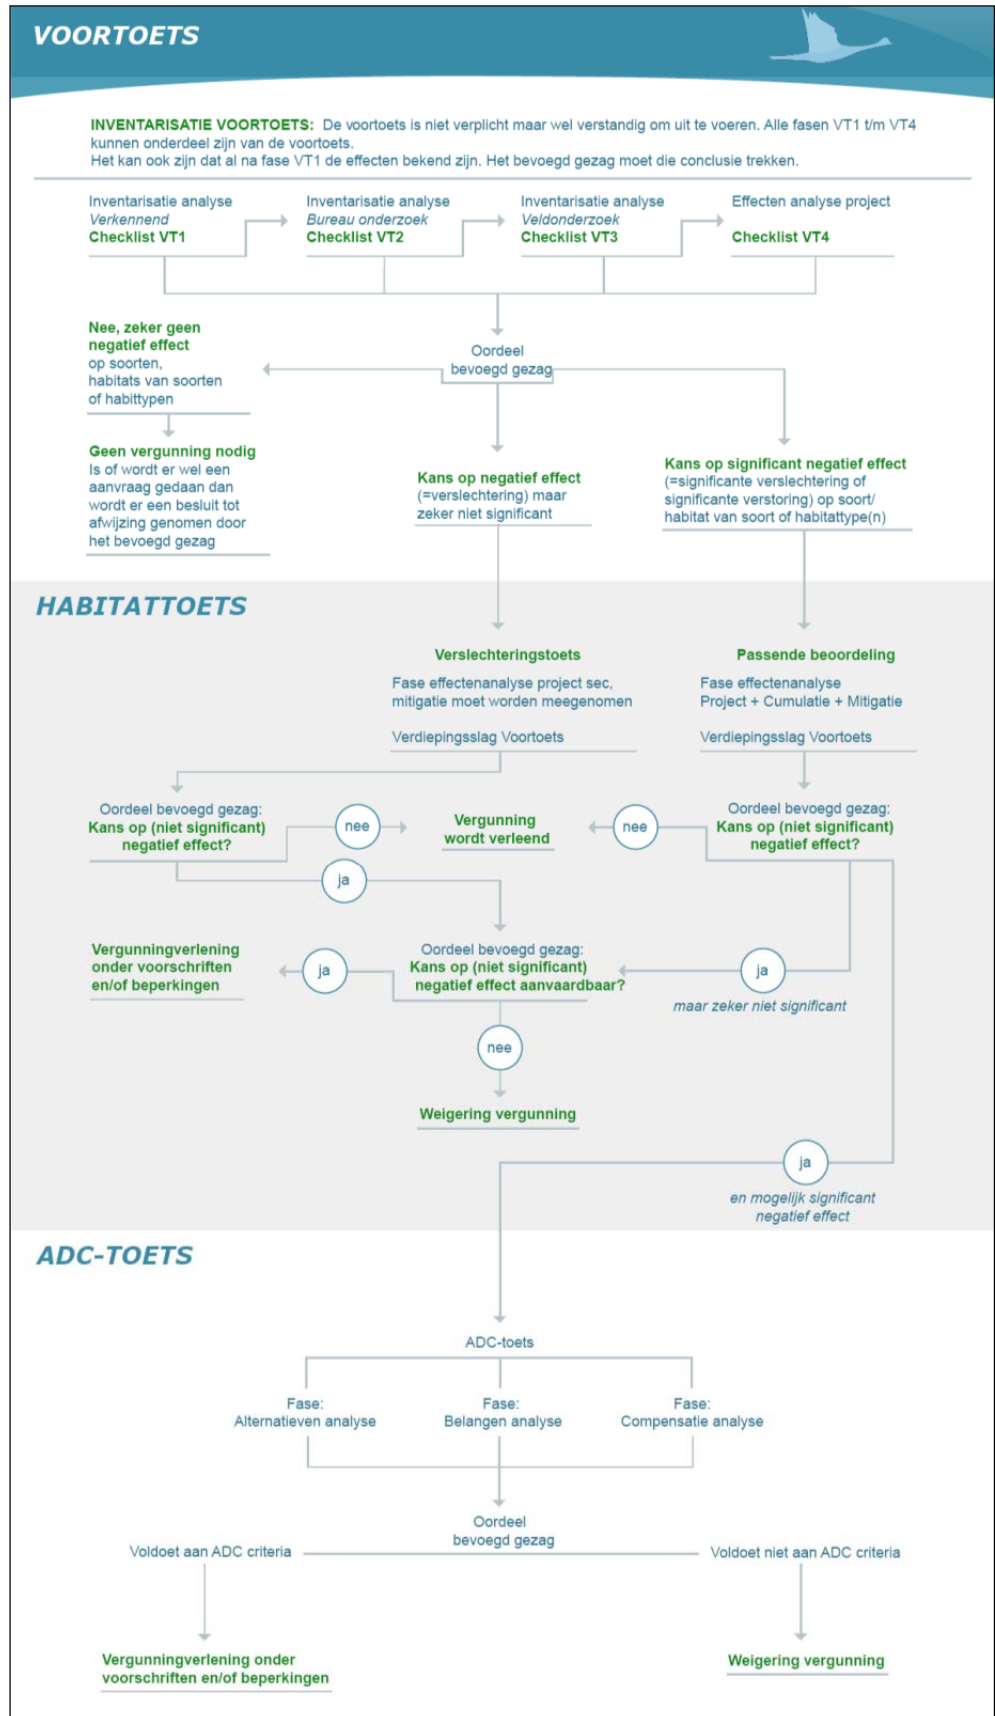 VOORTOETS
INVENTARISATIE VOORTOETS: De voortoets is niet verplicht maar wel verstandig om uit te voeren. Alle fasen VT1 t/m VT4
kunnen onderdeel zijn van de voortoets.
Het kan ook zijn dat al na fase VT1 de effecten bekend zijn. Het bevoegd gezag moet die conclusie trekken.
Inventarisatie analyse
Verkennend
Checklist VT1
Inventarisatie analyse
Bureau onderzoek
Checklist VT2
Inventarisatie analyse
Veldonderzoek
Checklist VT3
Effecten analyse project
Checklist VT4
Oordeel
bevoegd gezag
Nee, zeker geen
negatief effect
op soorten,
habitats van soorten
of habittypen
Geen vergunning nodig
Is of wordt er wel een
aanvraag gedaan dan
wordt er een besluit tot
afwijzing genomen door
het bevoegd gezag
Kans op negatief effect
(=verslechtering) maar
zeker niet significant
Kans op significant negatief effect
(=significante verslechtering of
significante verstoring) op soort/
habitat van soort of habitattype(n)
HABITATTOETS
Verslechteringstoets
Fase effectenanalyse project sec,
mitigatie moet worden meegenomen
Verdiepingsslag Voortoets
Passende beoordeling
Fase effectenanalyse
Project + Cumulatie + Mitigatie
Verdiepingsslag Voortoets
Oordeel bevoegd gezag:
Kans op (niet significant)
negatief effect?
nee
Vergunning
wordt verleend
nee
Oordeel bevoegd gezag:
Kans op (niet significant)
negatief effect?
ja
Vergunningverlening
onder voorschriften
en/of beperkingen
ja
Oordeel bevoegd gezag:
Kans op (niet significant)
negatief effect aanvaardbaar?
ja
maar zeker niet significant
nee
Weigering vergunning
ja
en mogelijk significant
negatief effect
ADC-TOETS
ADC-toets
Fase:
Alternatieven analyse
Fase:
Belangen analyse
Fase:
Compensatie analyse
Oordeel
bevoegd gezag
Voldoet aan ADC criteria
Voldoet niet aan ADC criteria
Vergunningverlening onder
voorschriften en/of beperkingen
Weigering vergunning